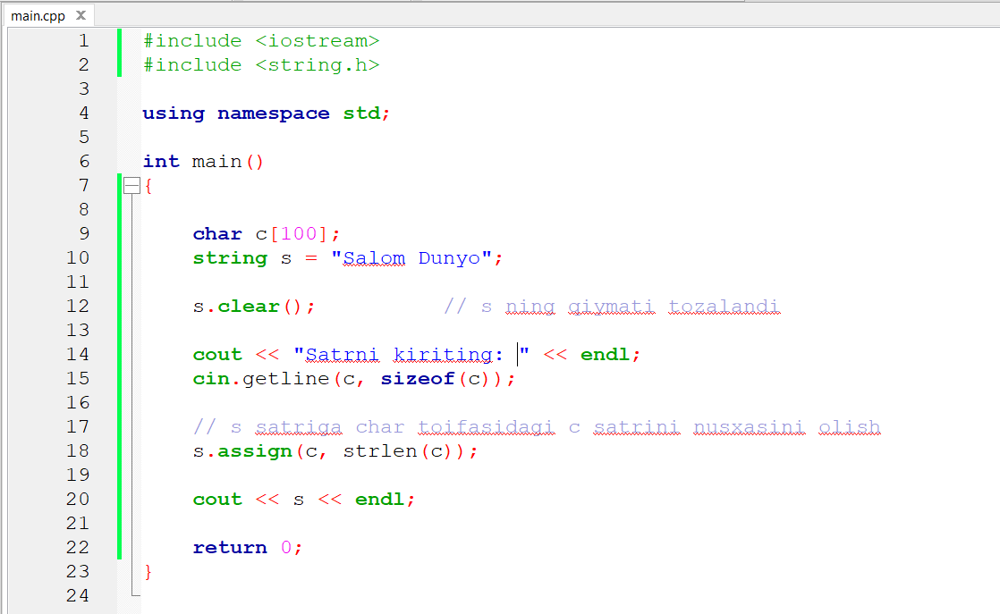 main.cpp X
1 #include <iostream>
2 #include <string.h>
3
4 using namespace std;
5
6 int main()
7 {
8
9 char c[100];
10 string s = "Salom Dunyo";
11
12 s.clear(); // s ning qiymati tozalandi
13
14 cout << "Satrni kiriting: " << endl;
15 cin.getline(c, sizeof(c));
16
17 // s satriga char toifasidagi c satrini nusxasini olish
18 s.assign(c, strlen(c));
19
20 cout << s << endl;
21
22 return 0;
23 }
24